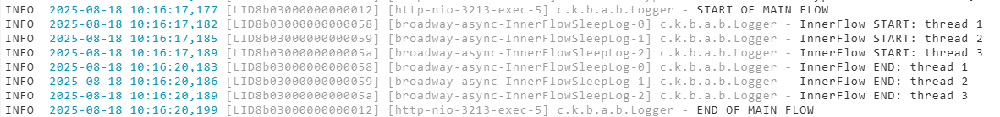 INFO 2025-08-18 10:16:17,177 [LID8b03000000000012] [http-nio-3213-exec-5] c.k.b.a.b.Logger - START OF MAIN FLOW
INFO 2025-08-18 10:16:17,182 [LID8b03000000000058] [broadway-async-InnerFlowSleepLog-0] c.k.b.a.b.Logger - InnerFlow START: thread 1
INFO 2025-08-18 10:16:17,185 [LID8b03000000000059] [broadway-async-InnerFlowSleepLog-1] c.k.b.a.b.Logger - InnerFlow START: thread 2
INFO 2025-08-18 10:16:17,189 [LID8b0300000000005a] [broadway-async-InnerFlowSleepLog-2] c.k.b.a.b.Logger - InnerFlow START: thread 3
INFO 2025-08-18 10:16:20,183 [LID8b03000000000058] [broadway-async-InnerFlowSleepLog-0] c.k.b.a.b.Logger - InnerFlow END: thread 1
INFO 2025-08-18 10:16:20,186 [LID8b03000000000059] [broadway-async-InnerFlowSleepLog-1] c.k.b.a.b.Logger - InnerFlow END: thread 2
INFO 2025-08-18 10:16:20,189 [LID8b0300000000005a] [broadway-async-InnerFlowSleepLog-2] c.k.b.a.b.Logger - InnerFlow END: thread 3
INFO 2025-08-18 10:16:20,199 [LID8b03000000000012] [http-nio-3213-exec-5] c.k.b.a.b.Logger - END OF MAIN FLOW